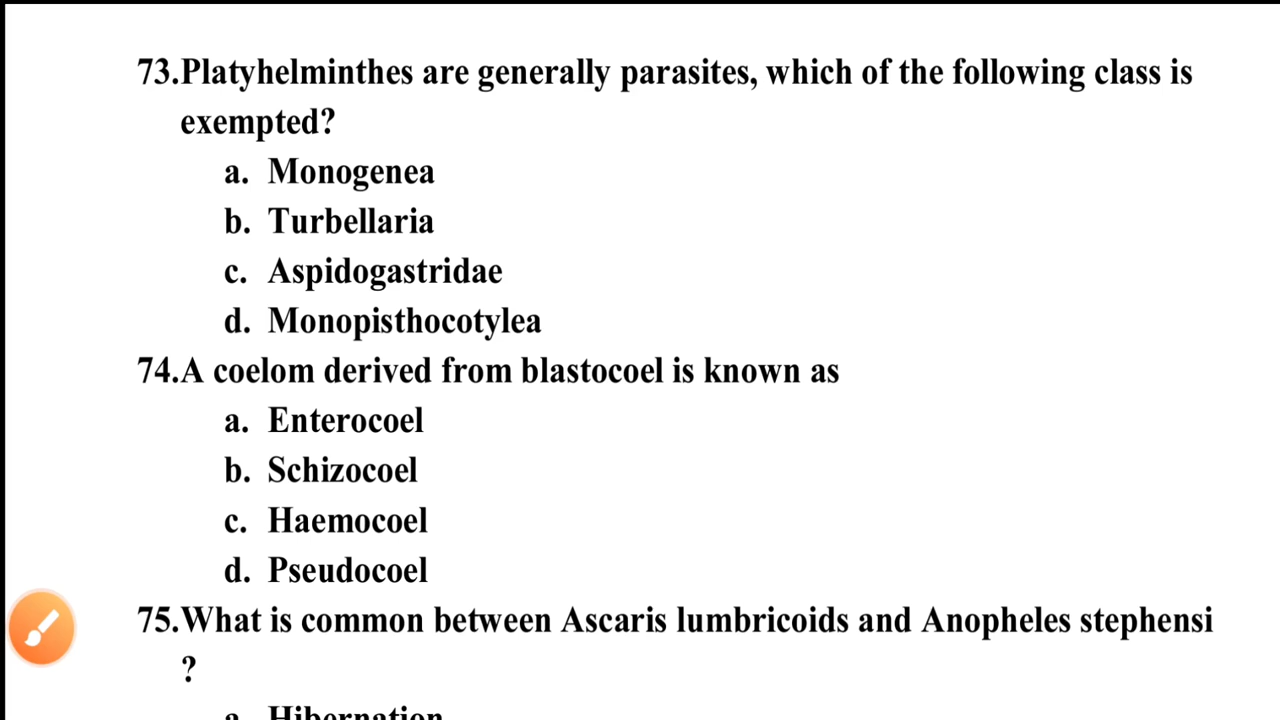 73.Platyhelminthes are generally parasites, which of the following class is
exempted?
a. Monogenea
b. Turbellaria
c. Aspidogastridae
d. Monopisthocotylea
74.A coelom derived from blastocoel is known as
a. Enterocoel
b. Schizocoel
c. Haemocoel
d. Pseudocoel
75.What is common between Ascaris lumbricoids and Anopheles stephensi
?
a. Hibernation